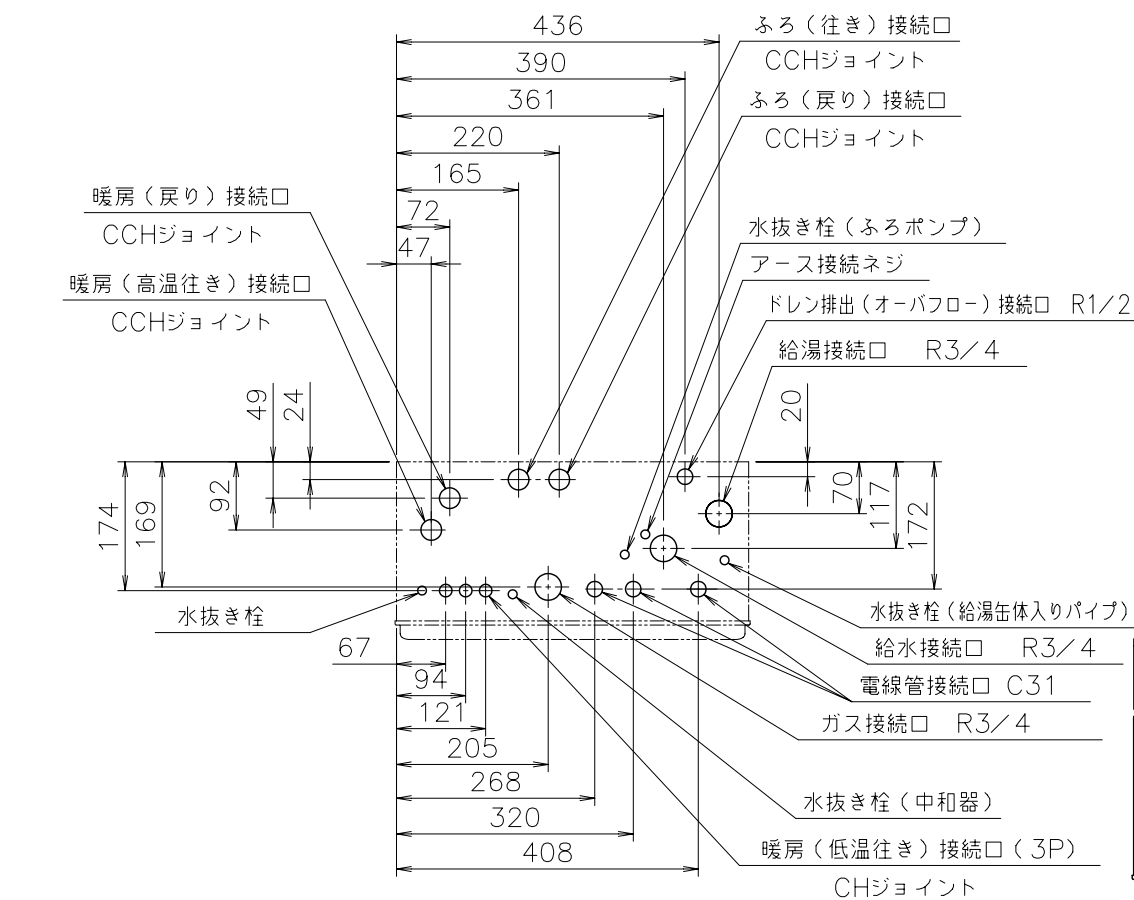 436
ふろ（往き）接続口
CCHジョイント
390
361
ふろ（戻り）接続口
CCHジョイント
220
165
暖房（戻り）接続口
CCHジョイント
72
47
水抜き栓（ふろポンプ）
アース接続ネジ
暖房（高温往き）接続口
CCHジョイント
ドレン排出（オーバフロー）接続口 R1/2
給湯接続口 R3/4
49
24
20
174
169
92
70
117
172
水抜き栓
水抜き栓（給湯缶体入りパイプ）
67
給水接続口 R3/4
94
電線管接続口 C31
121
ガス接続口 R3/4
205
268
水抜き栓（中和器）
320
408
暖房（低温往き）接続口（3P）
CHジョイント